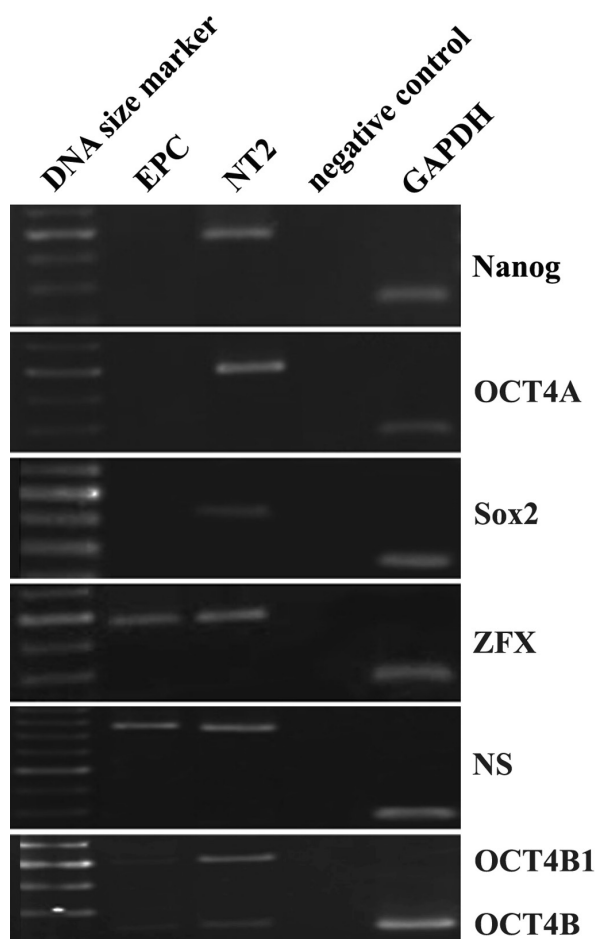 DNA size marker
EPC
NT2
negative control
GAPDH
Nanog
OCT4A
Sox2
ZFX
NS
OCT4B1
OCT4B